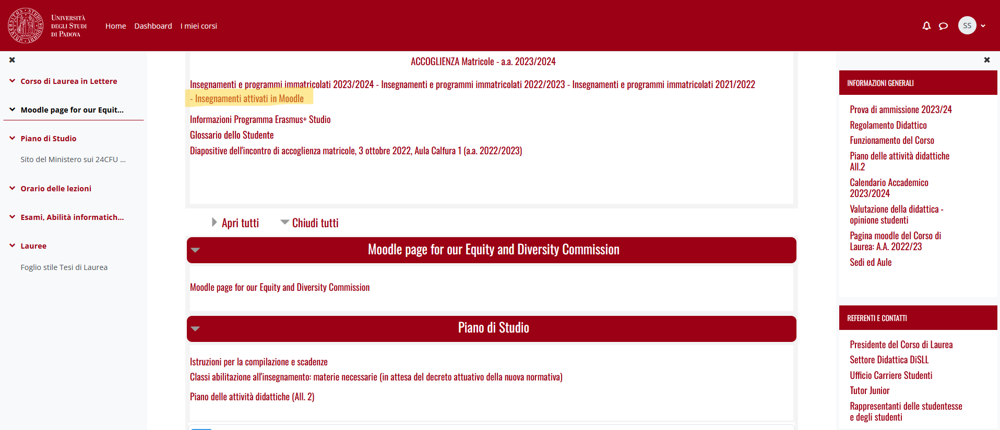 UNIVERSITÀ
DEGLI STUDI
DI PADOVA
Home
Dashboard
I miei corsi
SS
Corso di Laurea in Lettere
Moodle page for our Equit...
Piano di Studio
Sito del Ministero sui 24CFU ...
Orario delle lezioni
Esami, Abilità informatich...
Lauree
Foglio stile Tesi di Laurea
ACCOGLIENZA Matricole - a.a. 2023/2024
Insegnamenti e programmi immatricolati 2023/2024 - Insegnamenti e programmi immatricolati 2022/2023 - Insegnamenti e programmi immatricolati 2021/2022
- Insegnamenti attivati in Moodle
Informazioni Programma Erasmus+ Studio
Glossario dello Studente
Diapositive dell'incontro di accoglienza matricole, 3 ottobre 2022, Aula Calfura 1 (a.a. 2022/2023)
Apri tutti
Chiudi tutti
Moodle page for our Equity and Diversity Commission
Moodle page for our Equity and Diversity Commission
Piano di Studio
Istruzioni per la compilazione e scadenze
Classi abilitazione all'insegnamento: materie necessarie (in attesa del decreto attuativo della nuova normativa)
Piano delle attività didattiche (All. 2)
INFORMAZIONI GENERALI
Prova di ammissione 2023/24
Regolamento Didattico
Funzionamento del Corso
Piano delle attività didattiche
All.2
Calendario Accademico
2023/2024
Valutazione della didattica -
opinione studenti
Pagina moodle del Corso di
Laurea: A.A. 2022/23
Sedi ed Aule
REFERENTI E CONTATTI
Presidente del Corso di Laurea
Settore Didattica DiSLL
Ufficio Carriere Studenti
Tutor Junior
Rappresentanti delle studentesse
e degli studenti